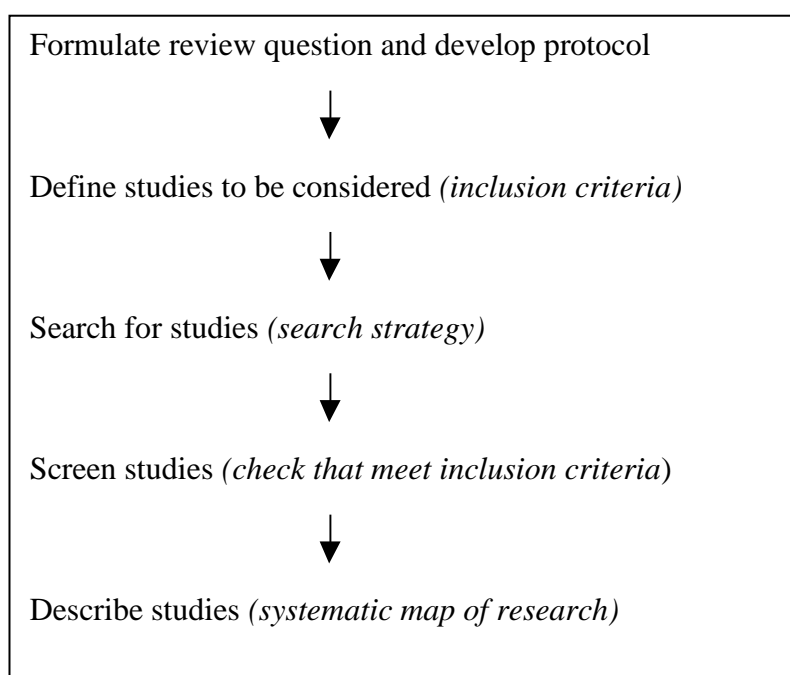 Formulate review question and develop protocol
Define studies to be considered (inclusion criteria)
Search for studies (search strategy)
Screen studies (check that meet inclusion criteria)
Describe studies (systematic map of research)